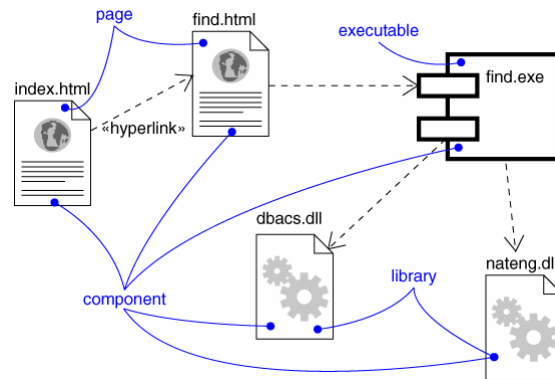 page
find.html
executable
index.html
find.exe
«hyperlink»
dbacs.dll
nateng.dl
component
library